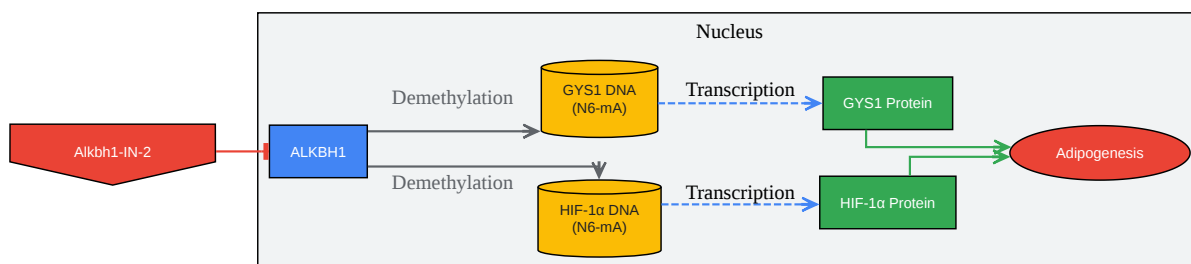 Nucleus
Demethylation
GYS1 DNA
(N6-mA)
Transcription
GYS1 Protein
Alkbh1-IN-2
ALKBH1
Adipogenesis
Demethylation
HIF-1α DNA
(N6-mA)
Transcription
HIF-1α Protein